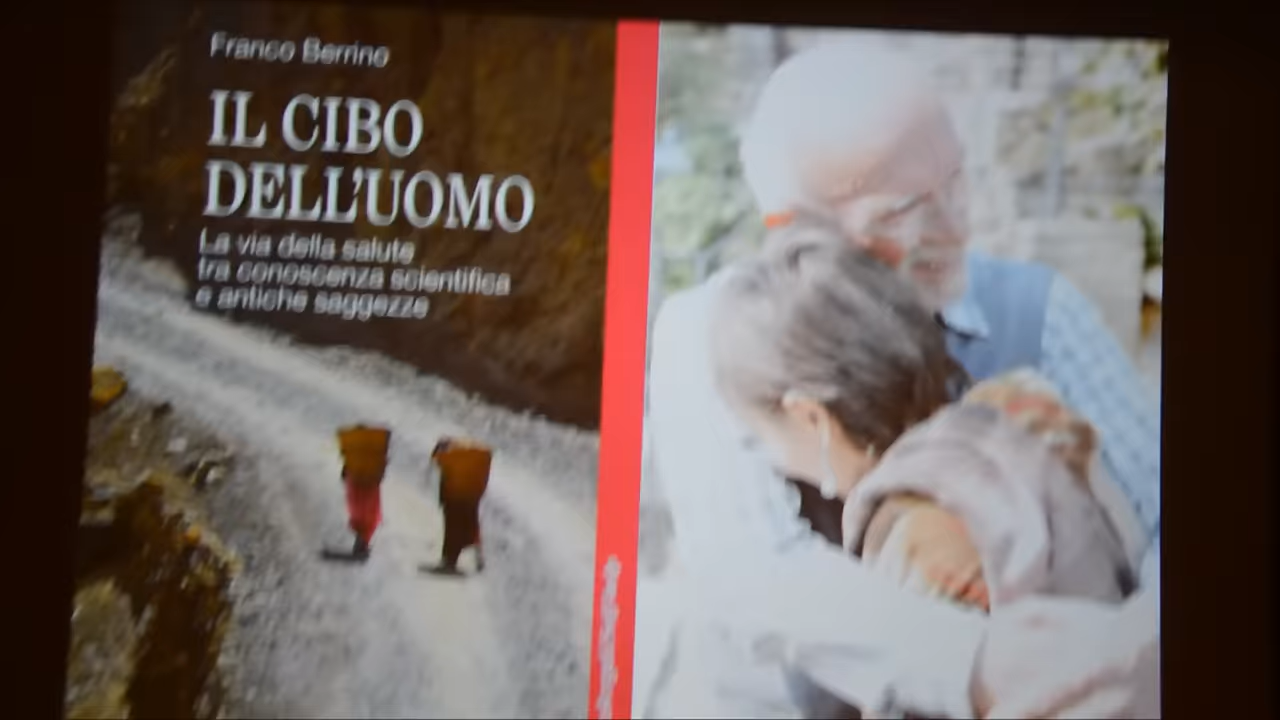 Franco Berrino
IL CIBO
DELL'UOMO
La via della salute
tra conoscenza scientifica
e antiche saggezze